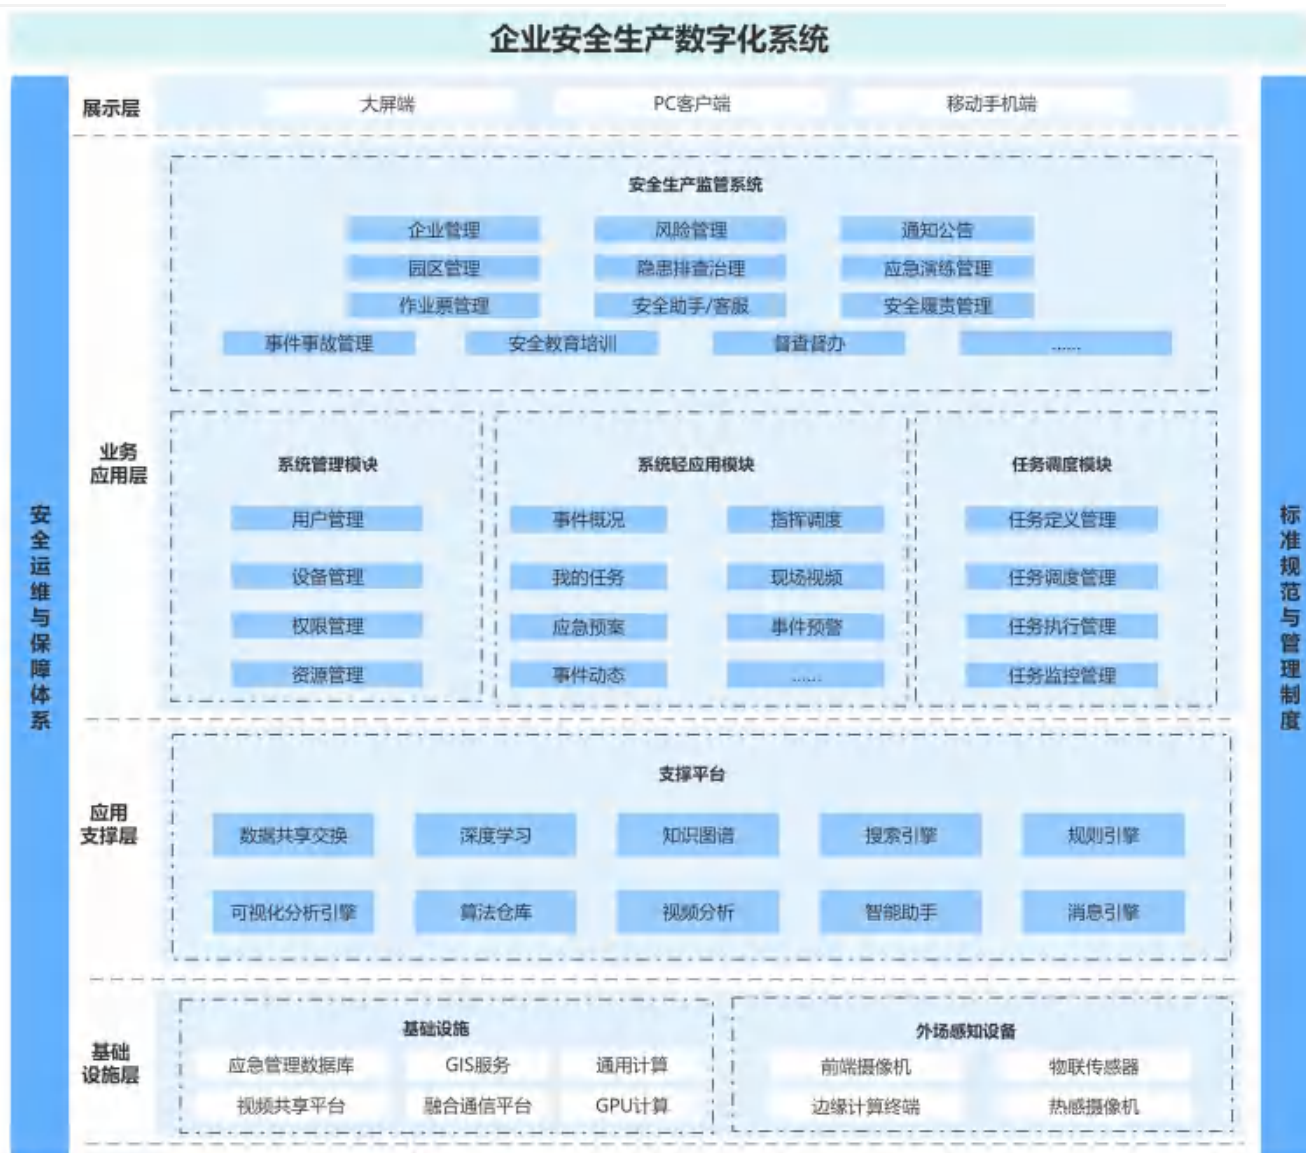 企业安全生产数字化系统
展示层
大屏端
PC客户端
移动手机端
安全生产监管系统
企业管理
风险管理
通知公告
园区管理
隐患排查治理
应急演练管理
作业票管理
安全助手/客服
安全履责管理
事件事故管理
安全教育培训
督查督办
......
业务
应用层
系统管理模块
用户管理
设备管理
权限管理
资源管理
系统轻应用模块
事件概况
指挥调度
我的任务
现场视频
应急预案
事件预警
事件动态
......
任务调度模块
任务定义管理
任务调度管理
任务执行管理
任务监控管理
应用
支撑层
支撑平台
数据共享交换
深度学习
知识图谱
搜索引擎
规则引擎
可视化分析引擎
算法仓库
视频分析
智能助手
消息引擎
基础
设施层
基础设施
应急管理数据库
GIS服务
通用计算
视频共享平台
融合通信平台
GPU计算
外场感知设备
前端摄像机
物联传感器
边缘计算终端
热感摄像机
安全运维与保障体系
标准规范与管理制度